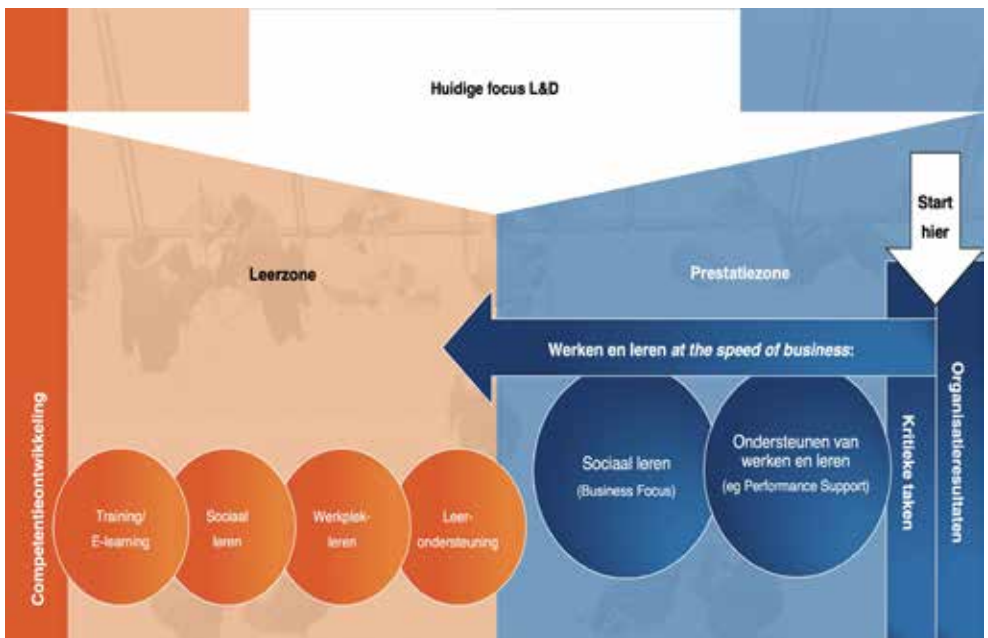 Huidige focus L&D
Start
hier
Leerzone
Prestatiezone
Werken en leren at the speed of business:
Competentieontwikkeling
Training/
E-learning
Sociaal
leren
Werkplek-
leren
Leer-
ondersteuning
Sociaal leren
(Business Focus)
Ondersteunen van
werken en leren
(eg Performance Support)
Kritieke taken
Organisatieresultaten